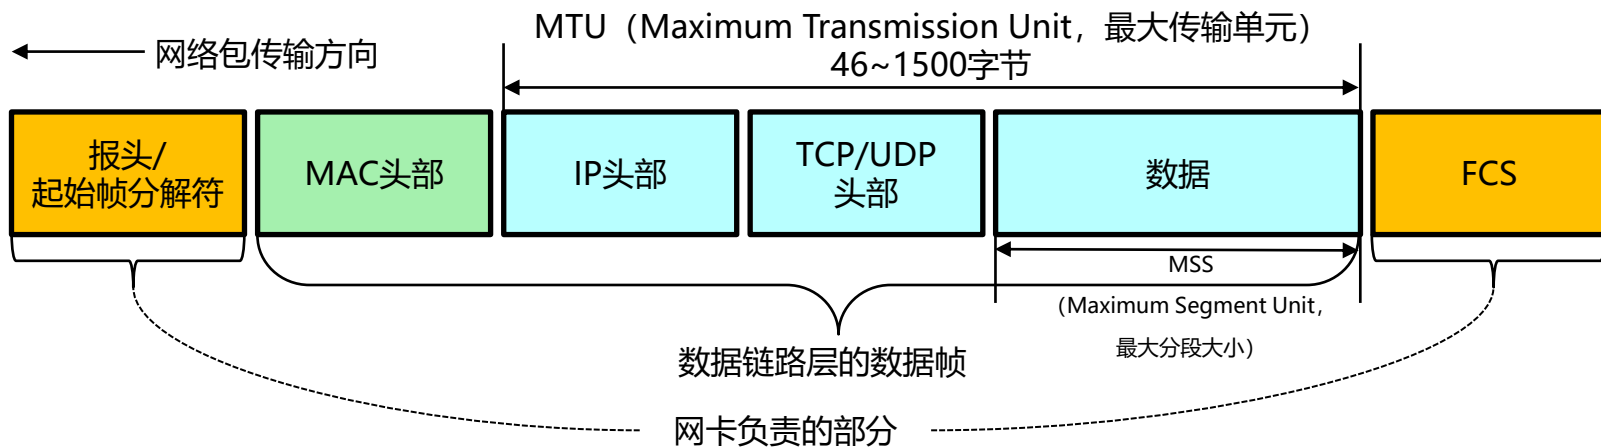 网络包传输方向
MTU（Maximum Transmission Unit，最大传输单元）
46~1500字节
报头/
起始帧分解符
MAC头部
IP头部
TCP/UDP
头部
数据
FCS
MSS
（Maximum Segment Unit，
最大分段大小）
数据链路层的数据帧
网卡负责的部分